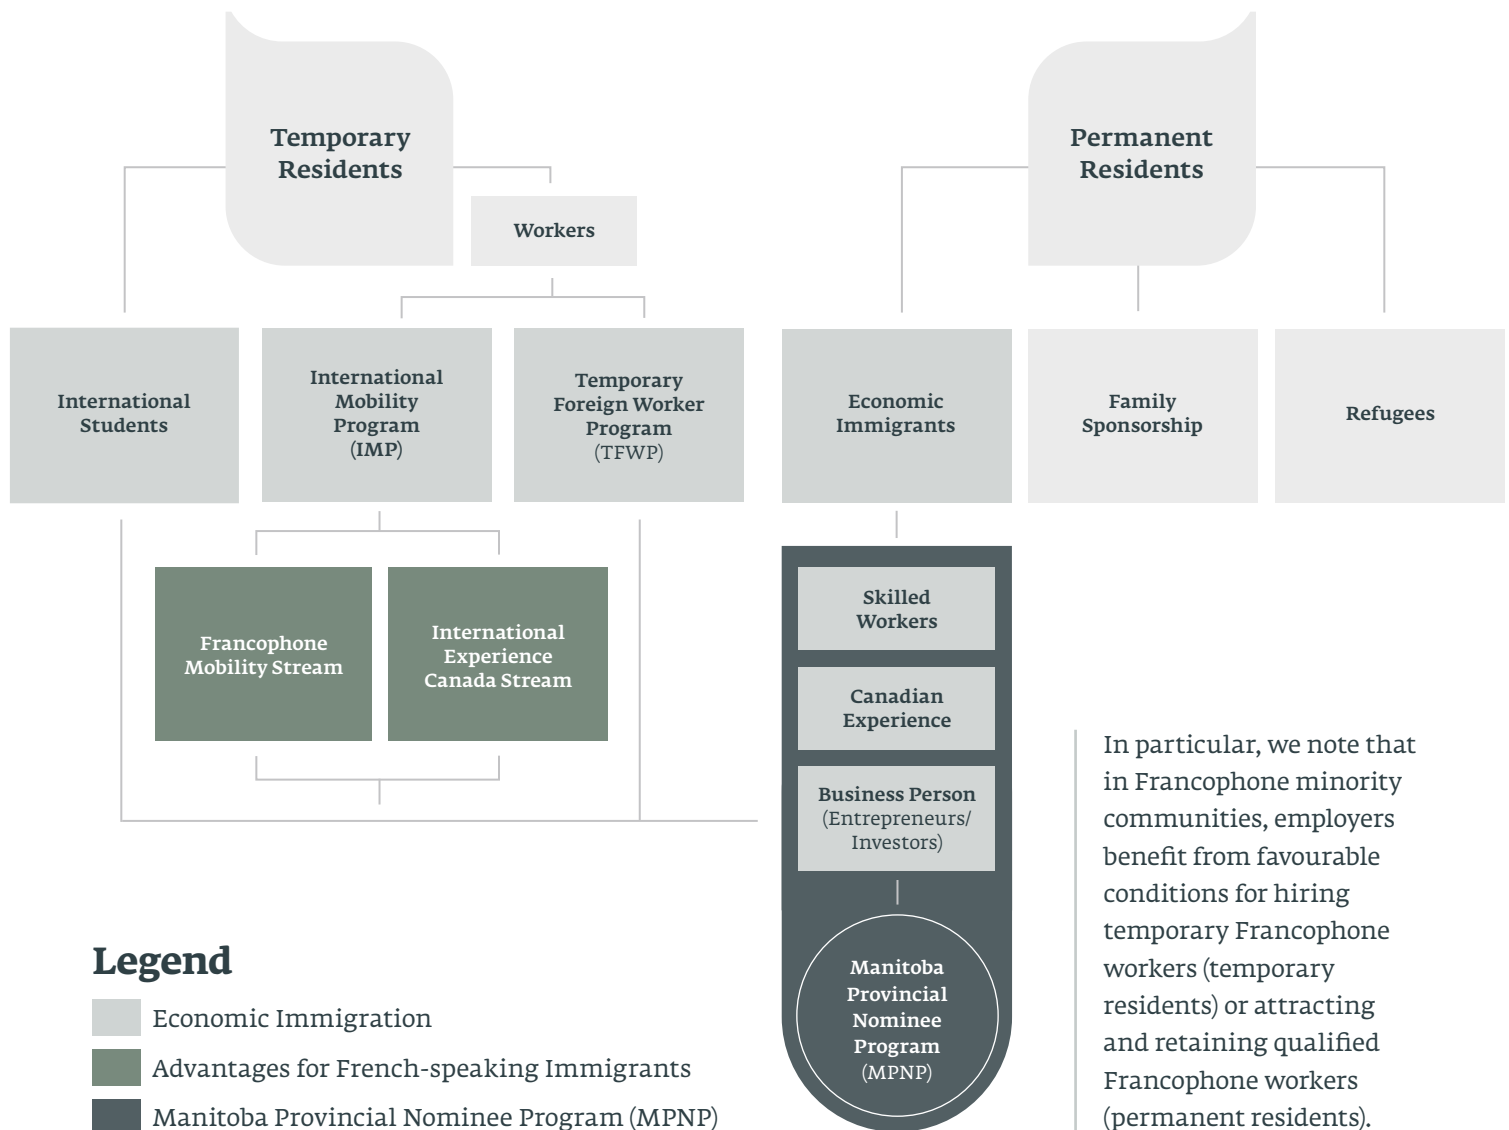 Temporary
Residents
Workers
International
Students
International
Mobility
Program
(IMP)
Temporary
Foreign Worker
Program
(TFWP)
Francophone
Mobility Stream
International
Experience
Canada Stream
Permanent
Residents
Economic
Immigrants
Family
Sponsorship
Refugees
Skilled
Workers
Canadian
Experience
Business Person
(Entrepreneurs/
Investors)
Manitoba
Provincial
Nominee
Program
(MPNP)
In particular, we note that
in Francophone minority
communities, employers
benefit from favourable
conditions for hiring
temporary Francophone
workers (temporary
residents) or attracting
and retaining qualified
Francophone workers
(permanent residents).
Legend
Economic Immigration
Advantages for French-speaking Immigrants
Manitoba Provincial Nominee Program (MPNP)